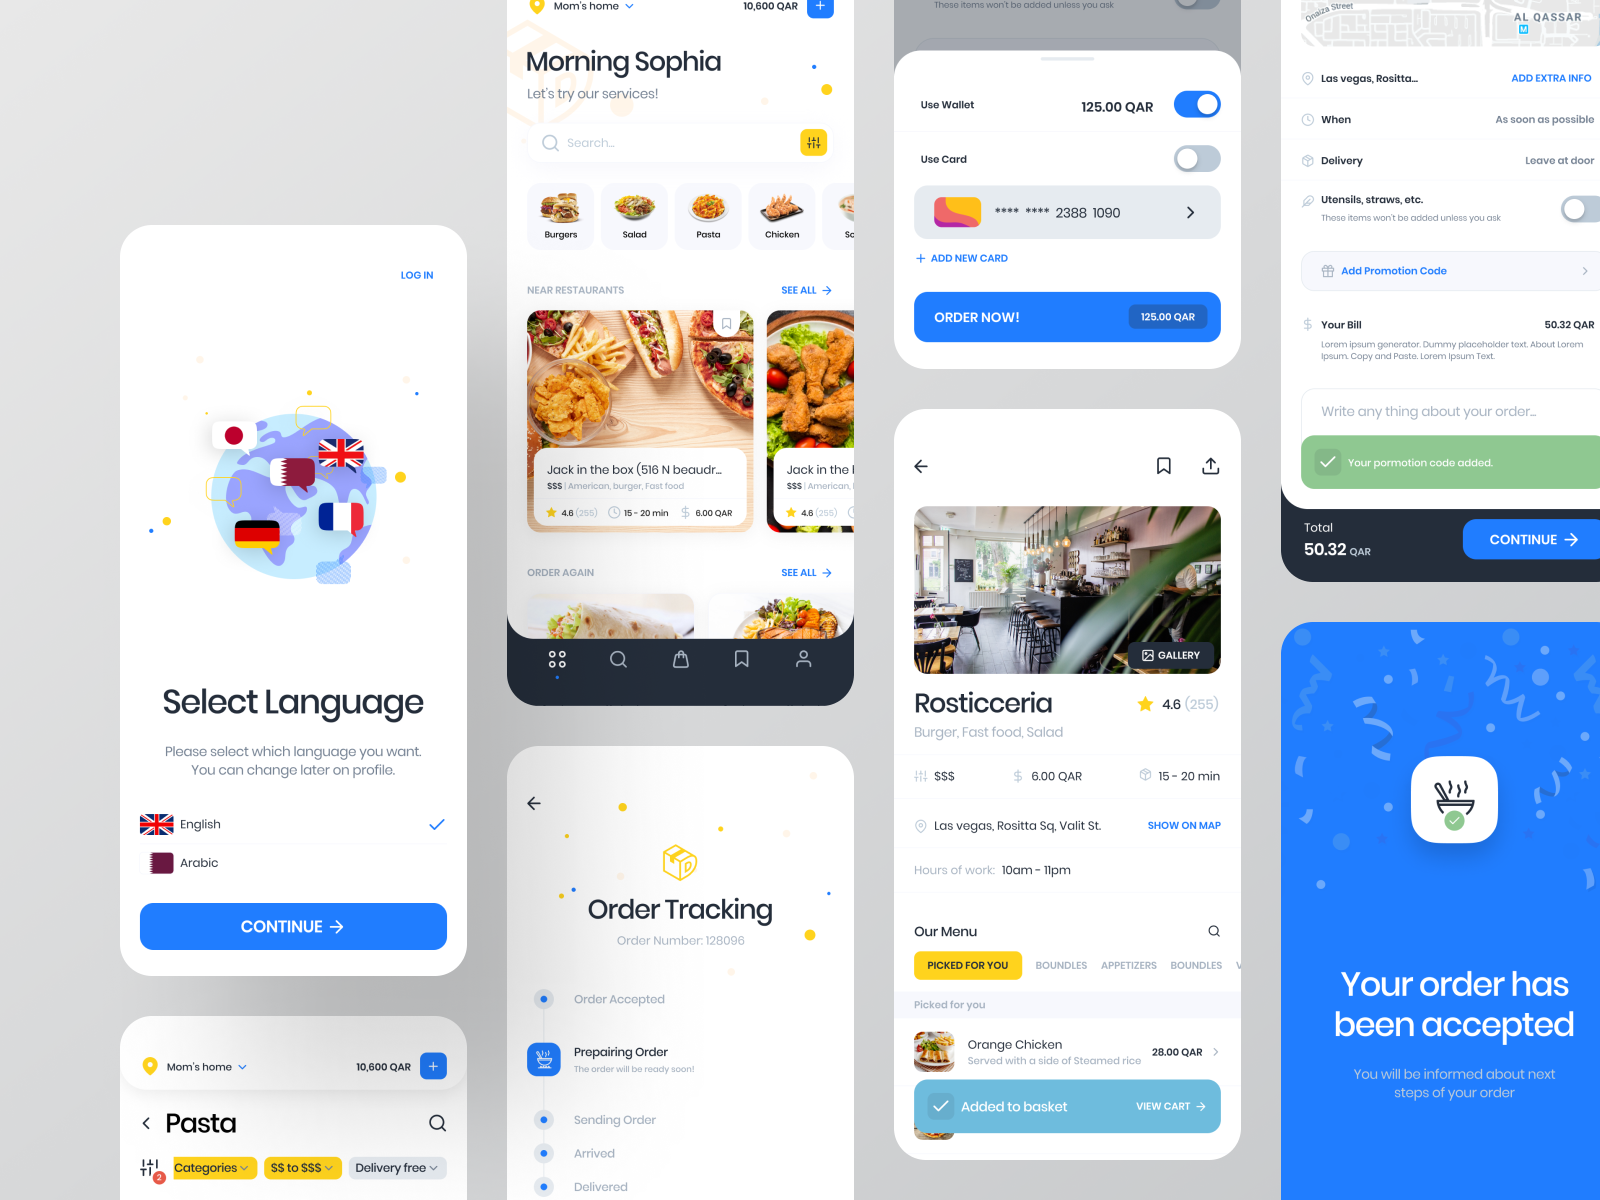 LOG IN
Select Language
Please select which language you want.
You can change later on profile.
English
Arabic
CONTINUE
Mom's home
10,600 QAR
Pasta
2
Categories
$$ to $$$
Delivery free
Mom's home
10,600 QAR
Morning Sophia
Let's try our services!
Search...
Burgers
Salad
Pasta
Chicken
NEAR RESTAURANTS
SEE ALL
Jack in the box (516 N beaudr...
$$$ | American, burger, Fast food
4.6 (255)
15 - 20 min
6.00 QAR
Jack in the
$$$ | American,
4.6 (255)
ORDER AGAIN
SEE ALL
Order Tracking
Order Number: 128096
Order Accepted
Prepairing Order
The order will be ready soon!
Sending Order
Arrived
Delivered
These items won't be added unless you ask
Use Wallet
125.00 QAR
Use Card
**** **** 2388 1090
ADD NEW CARD
ORDER NOW!
125.00 QAR
GALLERY
Rosticceria
4.6 (255)
Burger, Fast food, Salad
$$$
6.00 QAR
15 - 20 min
Las vegas, Rositta Sq, Valit St.
SHOW ON MAP
Hours of work: 10am - 11pm
Our Menu
PICKED FOR YOU
BOUNDLES
APPETIZERS
BOUNDLES
Picked for you
Orange Chicken
Served with a side of Steamed rice
28.00 QAR
Added to basket
VIEW CART
Onaiza Street
AL QASSAR
M
Las vegas, Rositta...
ADD EXTRA INFO
When
As soon as possible
Delivery
Leave at door
Utensils, straws, etc.
These items won't be added unless you ask
Add Promotion Code
Your Bill
50.32 QAR
Lorem ipsum generator. Dummy placeholder text. About Lorem
Ipsum. Copy and Paste. Lorem Ipsum Text.
Write any thing about your order...
Your pormotion code added.
Total
50.32 QAR
CONTINUE
Your order has
been accepted
You will be informed about next
steps of your order